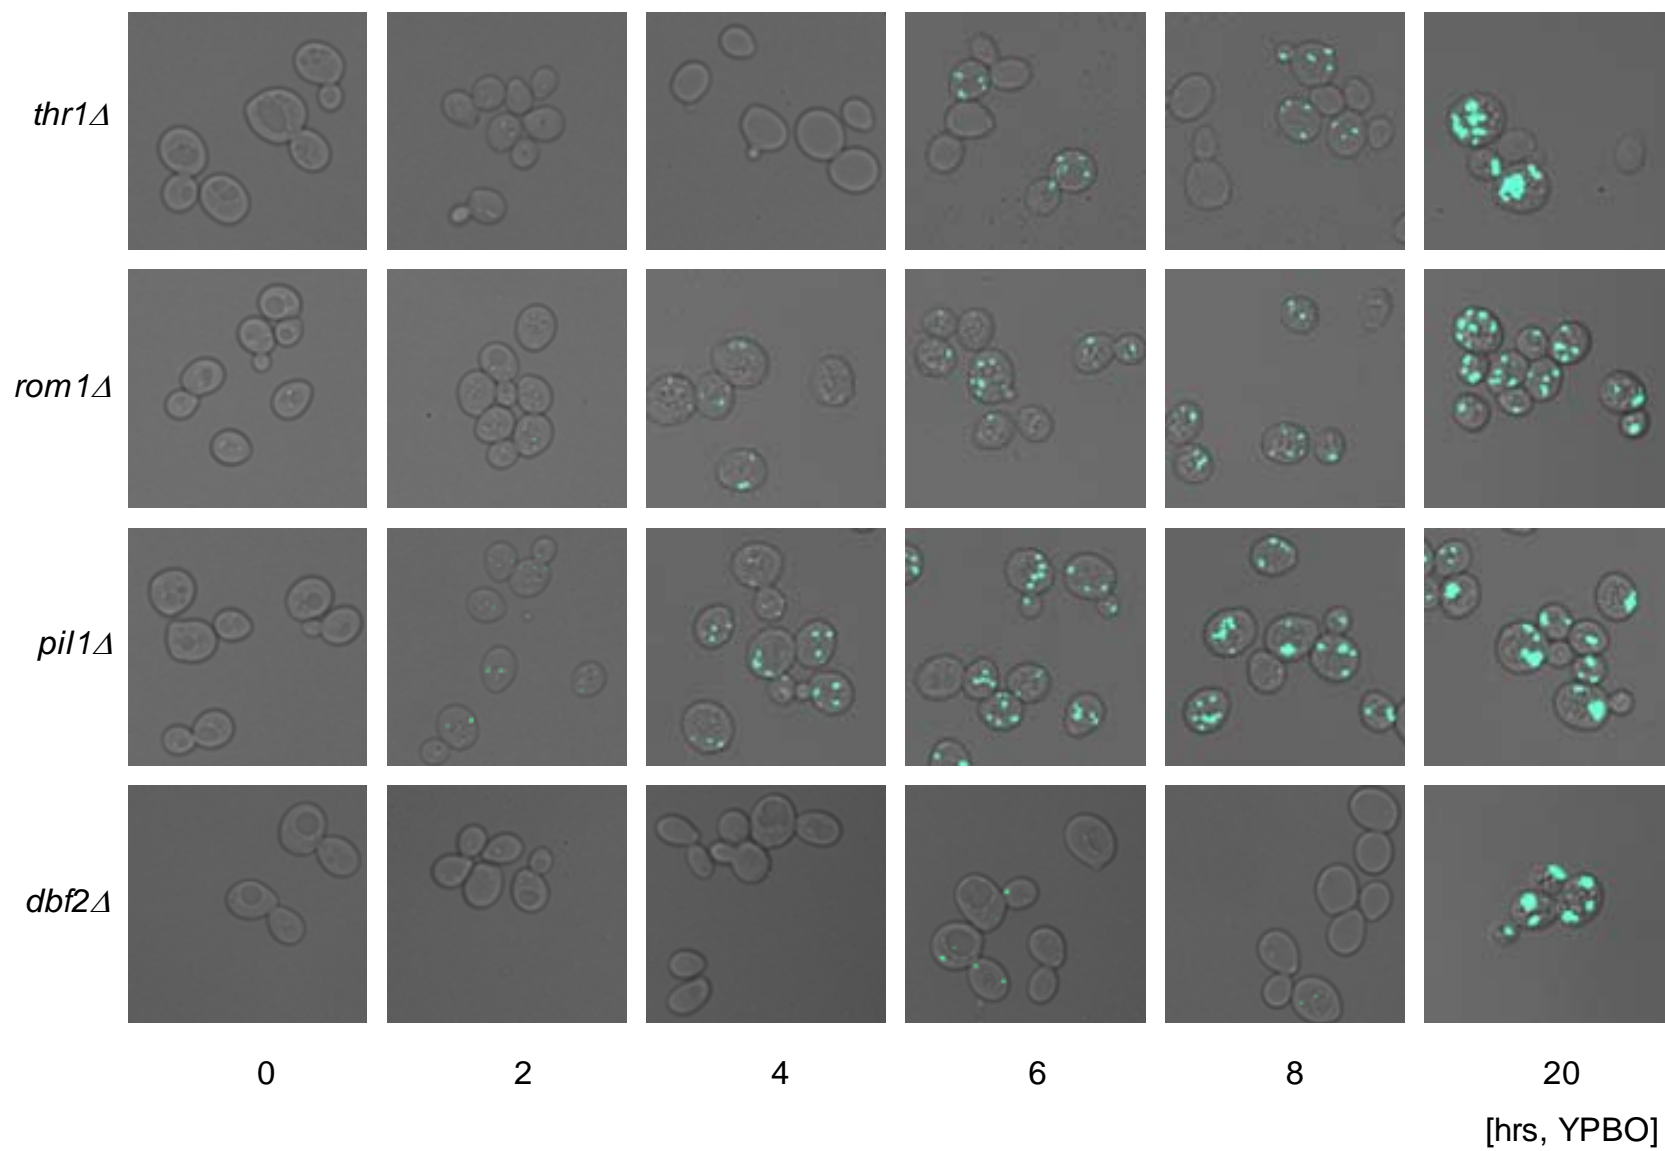 thr1Δ
rom1Δ
pil1Δ
dbf2Δ
0 2 4 6 8 20
[hrs, YPBO]